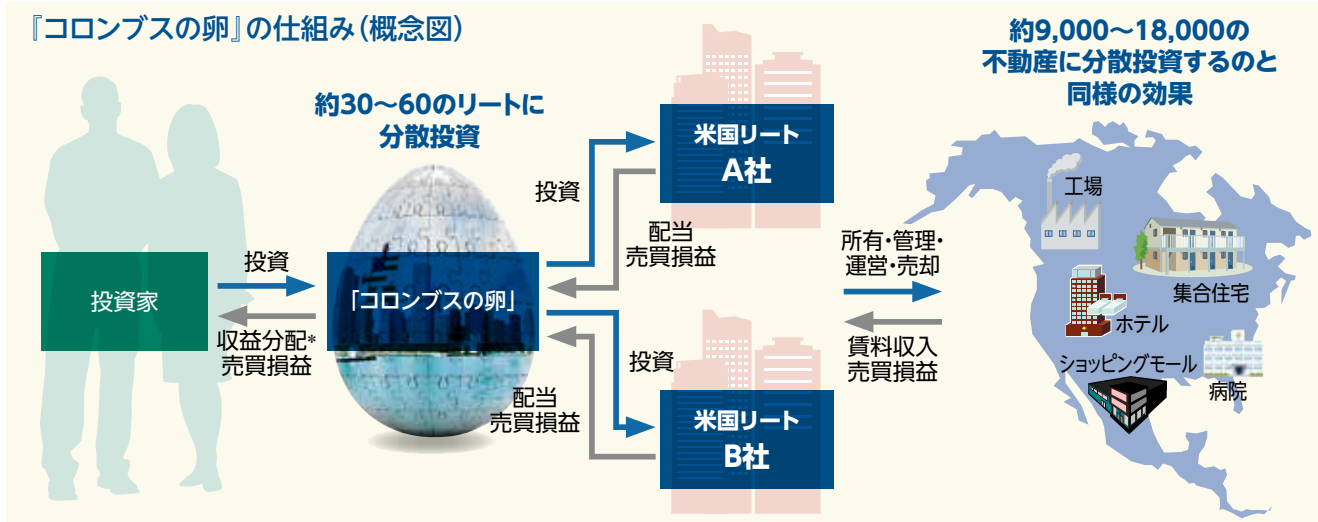 『コロンブスの卵』の仕組み（概念図）
約30～60のリートに
分散投資
約9,000～18,000の
不動産に分散投資するのと
同様の効果
投資家
投資
収益分配*
売買損益
「コロンブスの卵」
投資
配当
売買損益
投資
配当
売買損益
米国リート
A社
米国リート
B社
所有・管理・
運営・売却
賃料収入
売買損益
工場
集合住宅
ホテル
ショッピングモール
病院